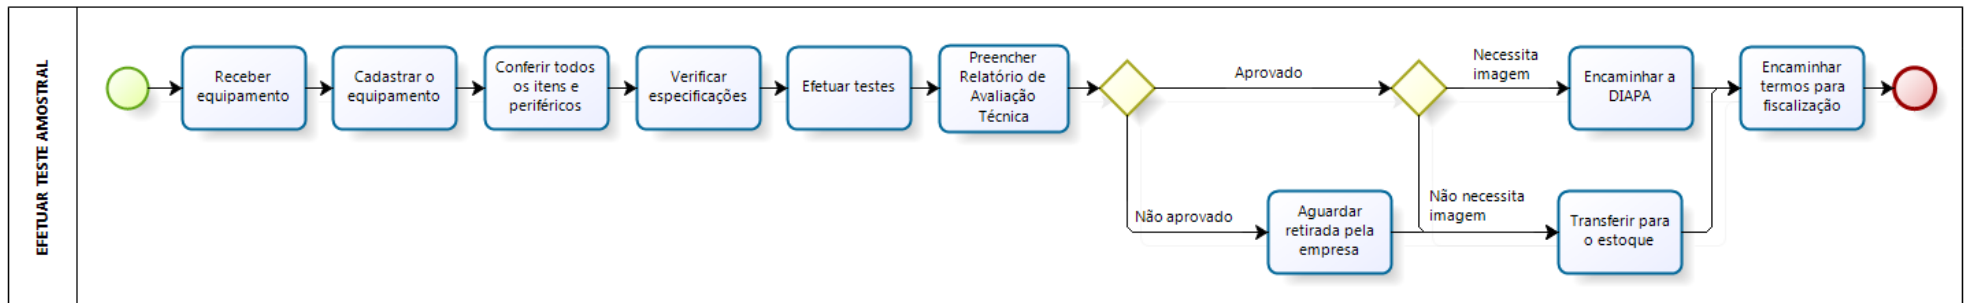 EFETUAR TESTE AMOSTRAL
Receber
equipamento
Cadastrar o
equipamento
Conferir todos
os itens e
periféricos
Verificar
especificações
Efetuar testes
Preencher
Relatório de
Avaliação
Técnica
Aprovado
Necessita
imagem
Encaminhar a
DIAPA
Encaminhar
termos para
fiscalização
Não aprovado
Aguardar
retirada pela
empresa
Não necessita
imagem
Transferir para
o estoque